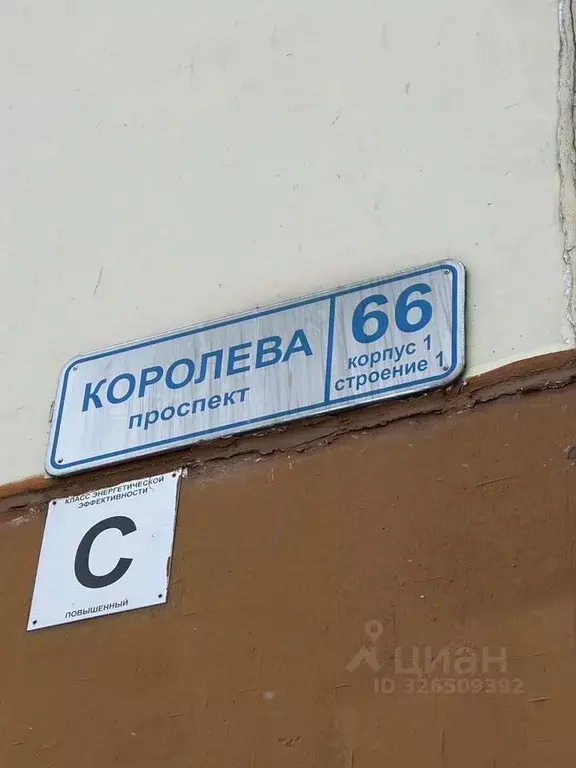 КОРОЛЕВА
проспект
66
корпус 1
строение 1
КЛАСС ЭНЕРГЕТИЧЕСКОЙ
ЭФФЕКТИВНОСТИ
С
ПОВЫШЕННЫЙ
циан
ID 326509392